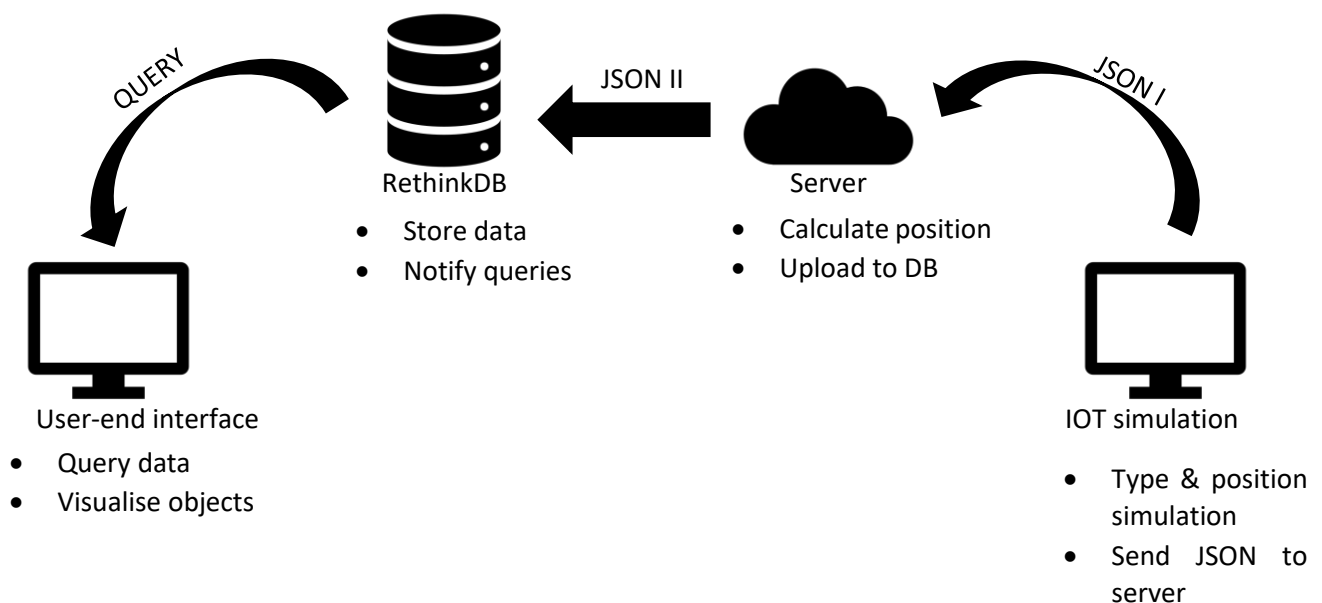 QUERY
JSON II
JSON I
RethinkDB
• Store data
• Notify queries
Server
• Calculate position
• Upload to DB
User-end interface
• Query data
• Visualise objects
IOT simulation
• Type & position
simulation
• Send JSON to
server